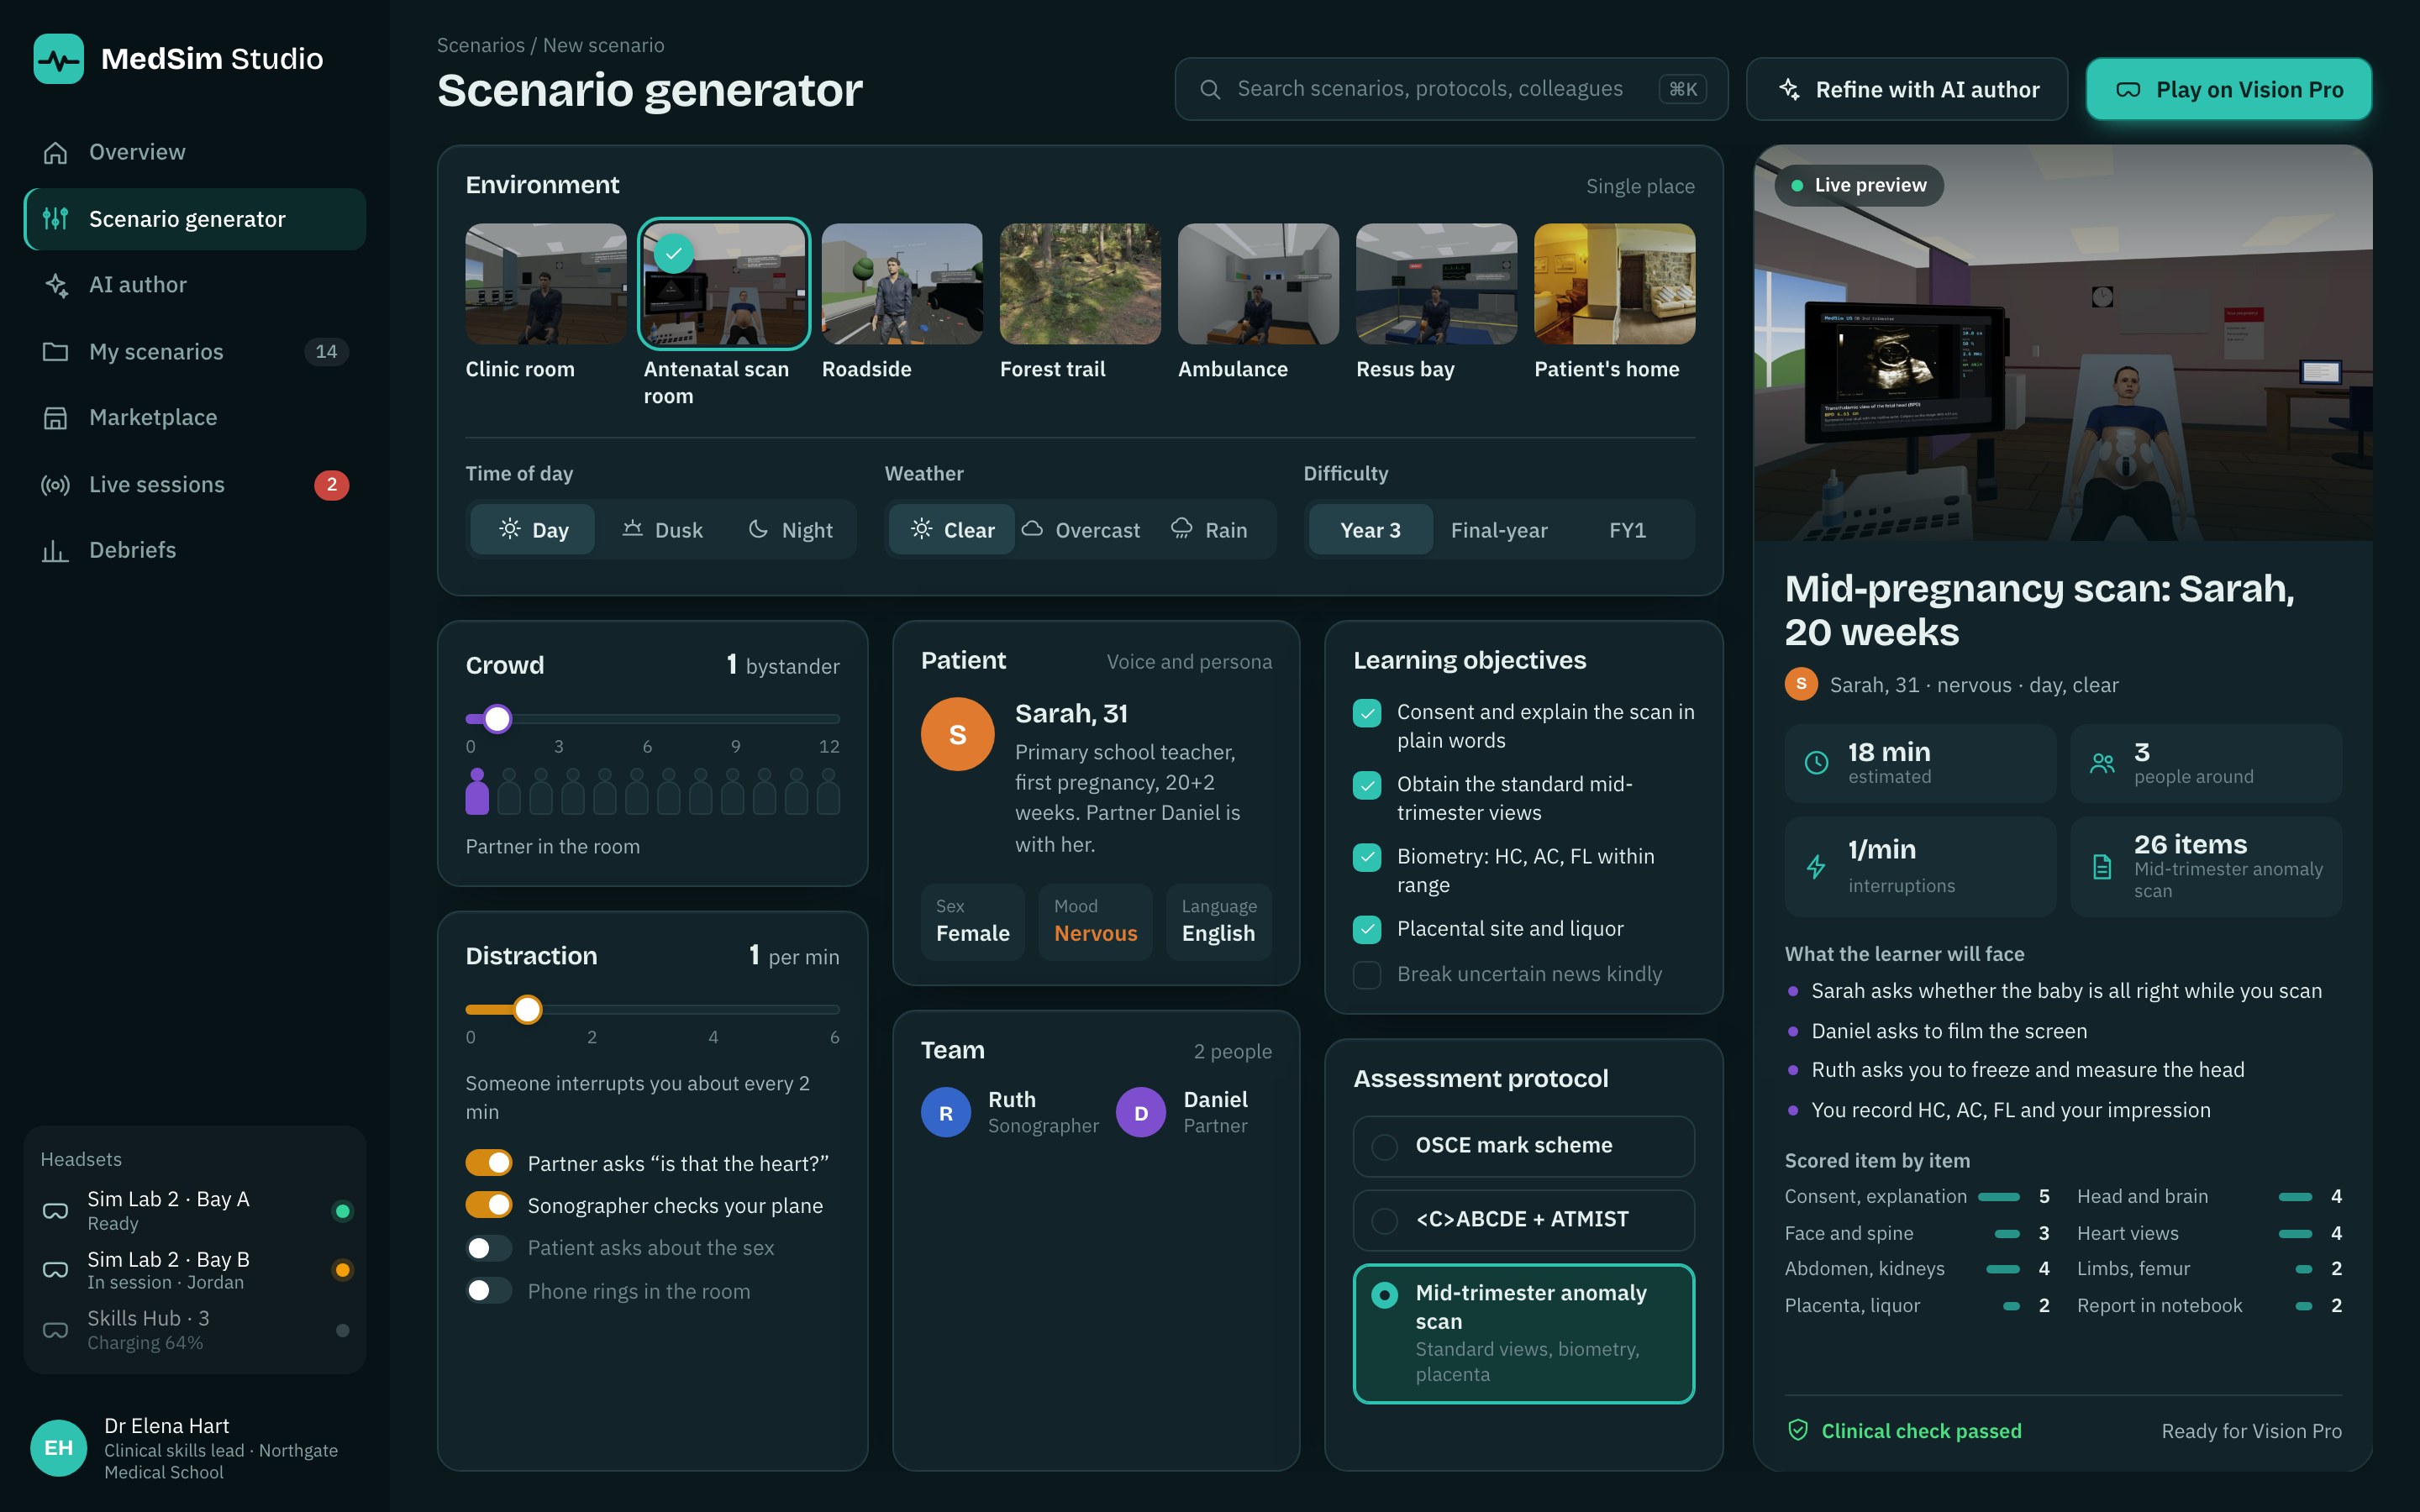 MedSim Studio
Overview
Scenario generator
AI author
My scenarios 14
Marketplace
Live sessions 2
Debriefs
Headsets
Sim Lab 2 · Bay A
Ready
Sim Lab 2 · Bay B
In session · Jordan
Skills Hub · 3
Charging 64%
EH
Dr Elena Hart
Clinical skills lead · Northgate
Medical School
Scenarios / New scenario
Scenario generator
Search scenarios, protocols, colleagues ⌘K
Refine with AI author
Play on Vision Pro
Environment Single place
Clinic room
Antenatal scan
room
Roadside
Forest trail
Ambulance
Resus bay
Patient's home
Time of day
Day Dusk Night
Weather
Clear Overcast Rain
Difficulty
Year 3 Final-year FY1
Crowd 1 bystander
0 3 6 9 12
Partner in the room
Distraction 1 per min
0 2 4 6
Someone interrupts you about every 2
min
Partner asks “is that the heart?”
Sonographer checks your plane
Patient asks about the sex
Phone rings in the room
Patient Voice and persona
S
Sarah, 31
Primary school teacher,
first pregnancy, 20+2
weeks. Partner Daniel is
with her.
Sex
Female
Mood
Nervous
Language
English
Team 2 people
R
Ruth
Sonographer
D
Daniel
Partner
Learning objectives
Consent and explain the scan in
plain words
Obtain the standard mid-
trimester views
Biometry: HC, AC, FL within
range
Placental site and liquor
Break uncertain news kindly
Assessment protocol
OSCE mark scheme
<C>ABCDE + ATMIST
Mid-trimester anomaly
scan
Standard views, biometry,
placenta
Live preview
Mid-pregnancy scan: Sarah,
20 weeks
S
Sarah, 31 · nervous · day, clear
18 min
estimated
3
people around
1/min
interruptions
26 items
Mid-trimester anomaly
scan
What the learner will face
Sarah asks whether the baby is all right while you scan
Daniel asks to film the screen
Ruth asks you to freeze and measure the head
You record HC, AC, FL and your impression
Scored item by item
Consent, explanation 5 Head and brain 4
Face and spine 3 Heart views 4
Abdomen, kidneys 4 Limbs, femur 2
Placenta, liquor 2 Report in notebook 2
Clinical check passed Ready for Vision Pro